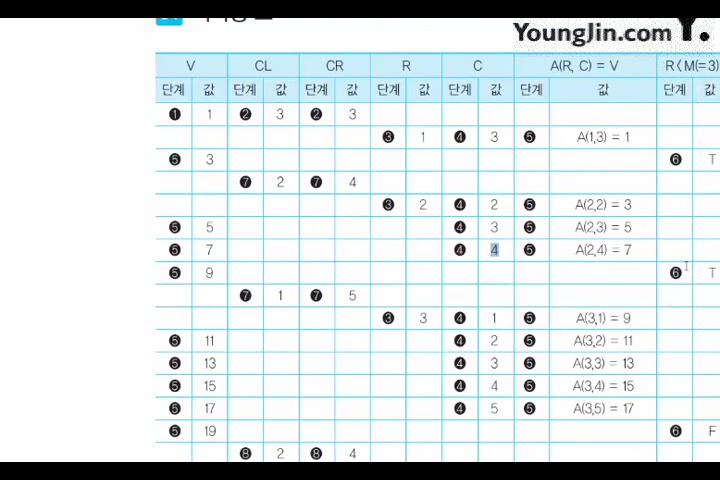 YoungJin.com Y.
V CL CR R C A(R, C) = V R〈M(=3)
단계 값 단계 값 단계 값 단계 값 단계 값 단계 값 단계 값
❶ 1 ❷ 3 ❷ 3
❸ 1 ❹ 3 ❺ A(1,3) = 1
❺ 3 ❻ T
❼ 2 ❼ 4
❸ 2 ❹ 2 ❺ A(2,2) = 3
❺ 5 ❹ 3 ❺ A(2,3) = 5
❺ 7 ❹ 4 ❺ A(2,4) = 7
❺ 9 ❻ T
❼ 1 ❼ 5
❸ 3 ❹ 1 ❺ A(3,1) = 9
❺ 11 ❹ 2 ❺ A(3,2) = 11
❺ 13 ❹ 3 ❺ A(3,3) = 13
❺ 15 ❹ 4 ❺ A(3,4) = 15
❺ 17 ❹ 5 ❺ A(3,5) = 17
❺ 19 ❻ F
❽ 2 ❽ 4